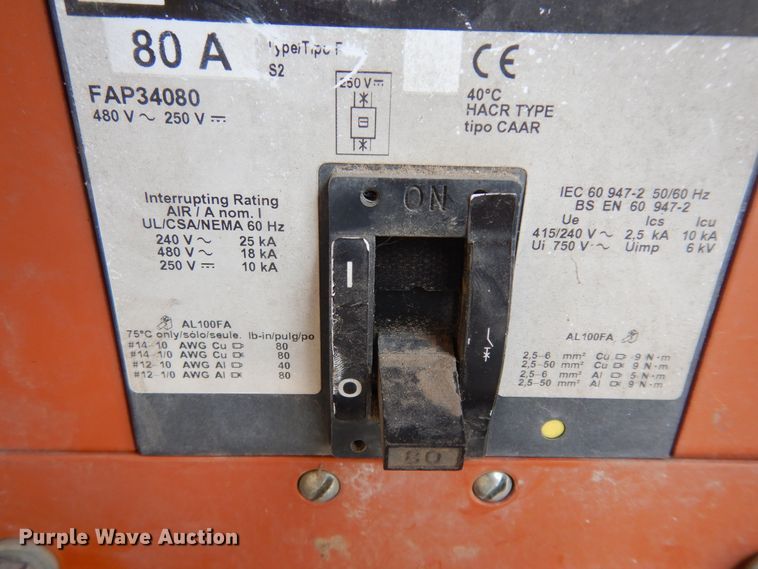 80 A
Type/Tipo F
S2
FAP34080
480 V ~ 250 V ⎓
250 V ⎓
CE
40°C
HACR TYPE
tipo CAAR
ON
Interrupting Rating
AIR / A nom. I
UL/CSA/NEMA 60 Hz
240 V ~ 25 kA
480 V ~ 18 kA
250 V ⎓ 10 kA
AL100FA
75°C only/sólo/seule. lb-in/pulg/po
#14-10 AWG Cu 80
#14-1/0 AWG Cu 80
#12-10 AWG Al 40
#12-1/0 AWG Al 80
I
O
80
IEC 60 947-2 50/60 Hz
BS EN 60 947-2
Ue Ics Icu
415/240 V ~ 2,5 kA 10 kA
Ui 750 V ~ Uimp 6 kV
AL100FA
2,5-6 mm² Cu 9 N·m
2,5-50 mm² Cu 9 N·m
2,5-6 mm² Al 5 N·m
2,5-50 mm² Al 9 N·m
Purple Wave Auction